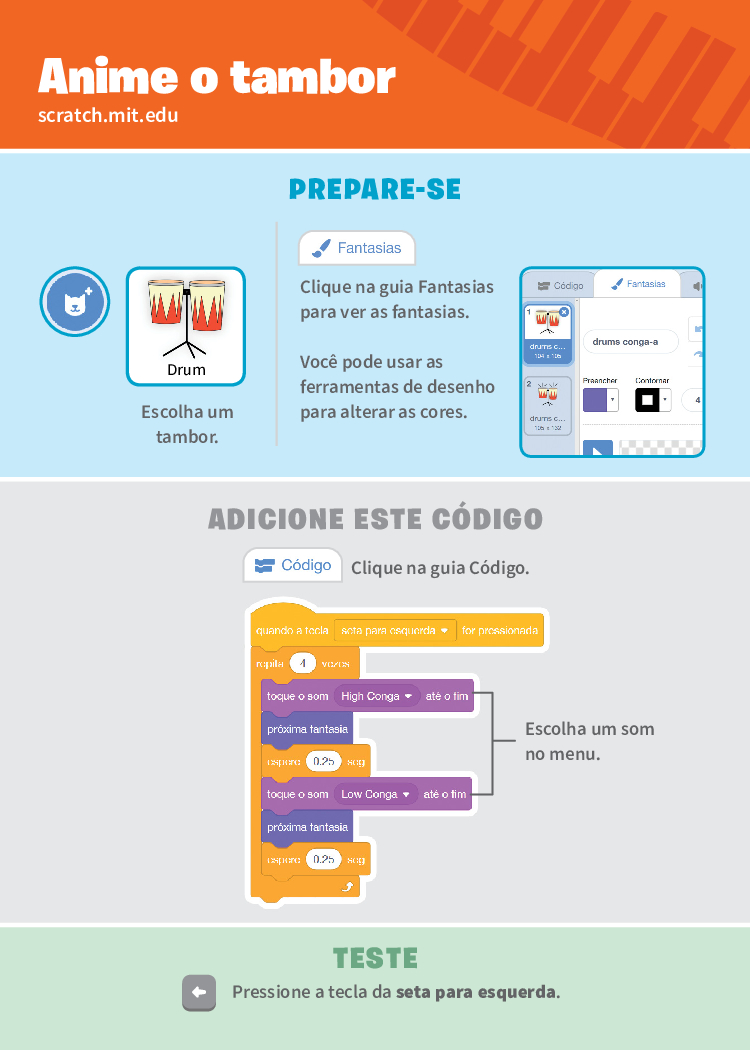 Anime o tambor
scratch.mit.edu
PREPARE-SE
Drum
Escolha um
tambor.
Fantasias
Clique na guia Fantasias
para ver as fantasias.
Você pode usar as
ferramentas de desenho
para alterar as cores.
Código Fantasias
1
drums c...
104 x 105
2
drums c...
105 x 132
drums conga-a
Preencher Contornar
4
ADICIONE ESTE CÓDIGO
Código Clique na guia Código.
quando a tecla seta para esquerda for pressionada
repita 4 vezes
toque o som High Conga até o fim
próxima fantasia
espere 0.25 seg
toque o som Low Conga até o fim
próxima fantasia
espere 0.25 seg
Escolha um som
no menu.
TESTE
Pressione a tecla da seta para esquerda.